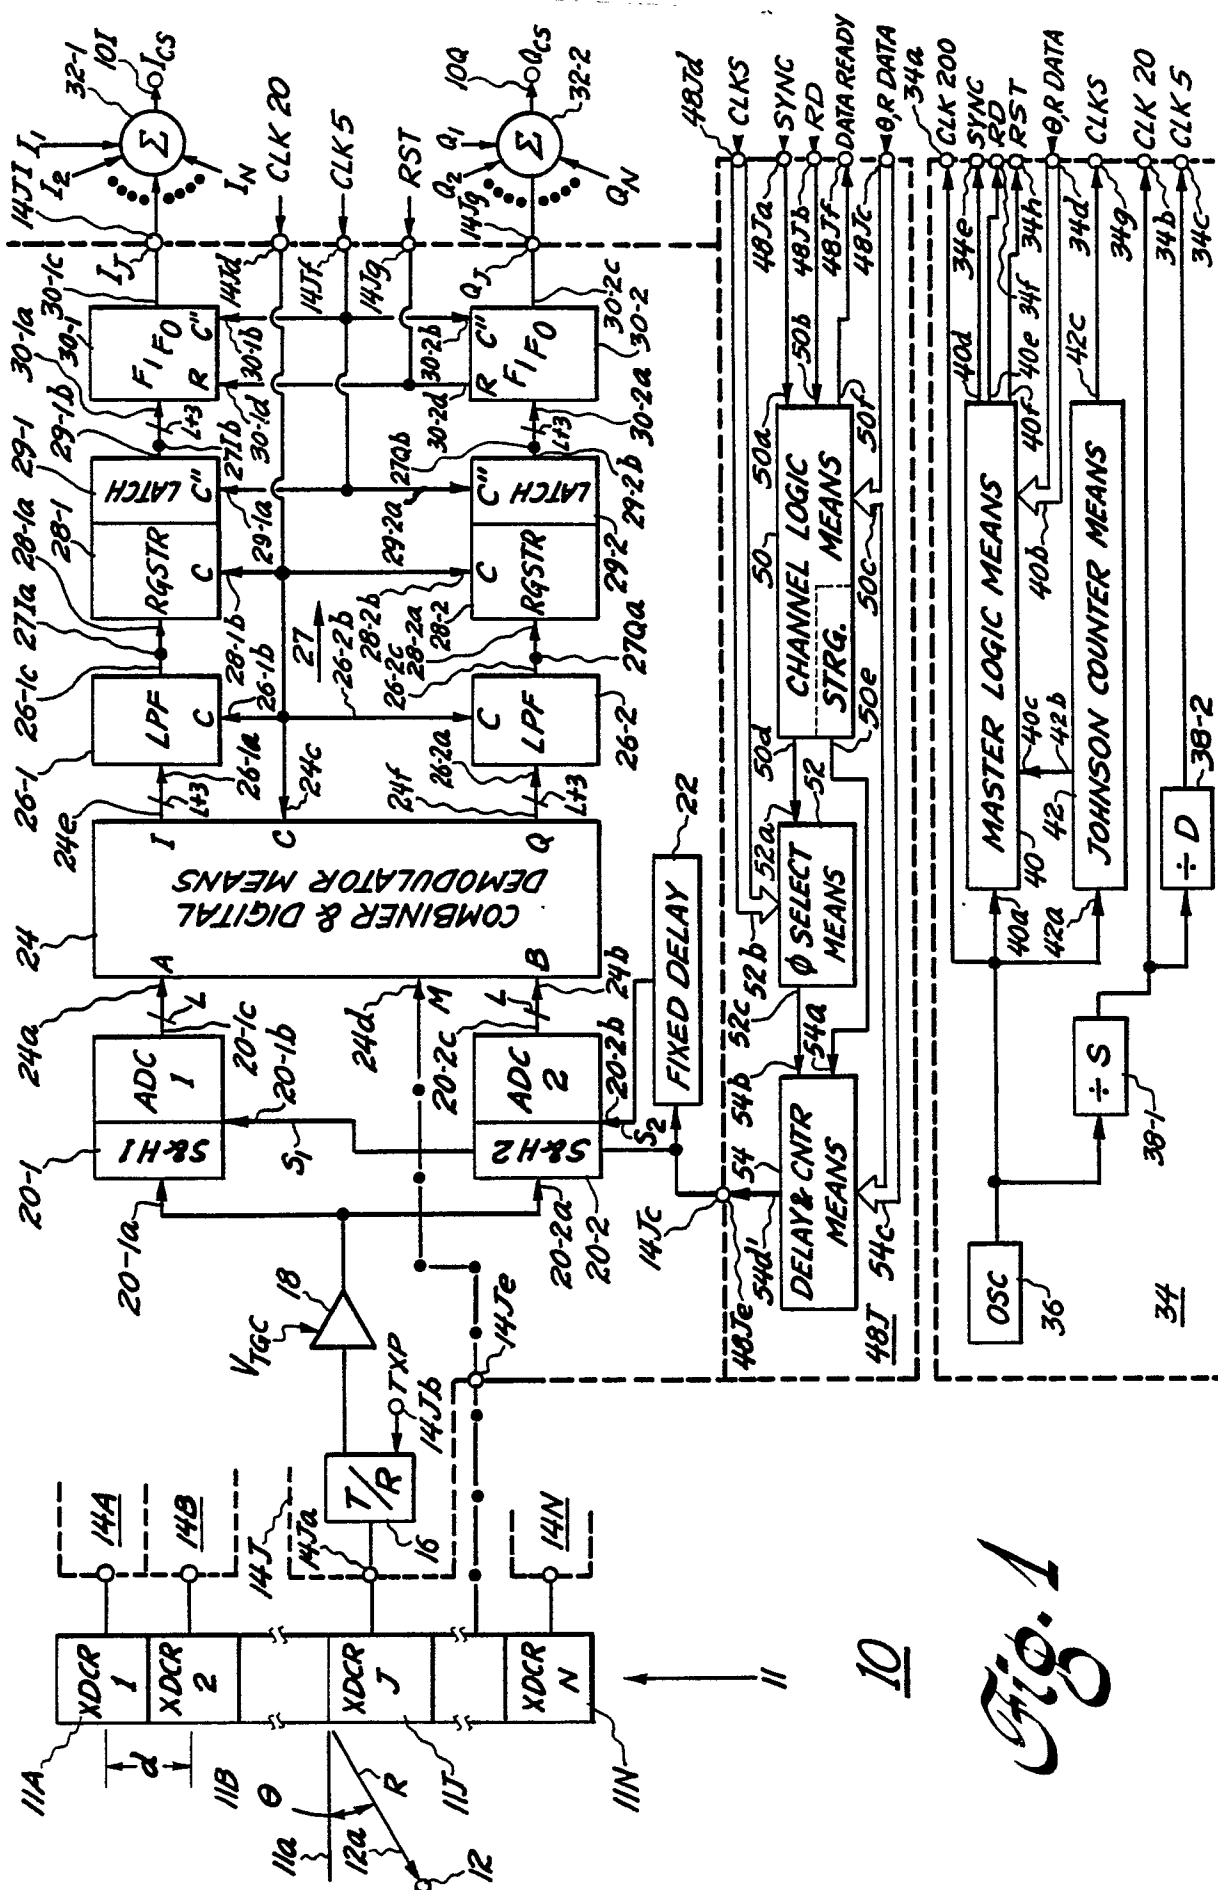 11A
XDCR 1
14A
d
XDCR 2
14B
11B
θ
11a
12a
R
12
XDCR J
11J
14J
14Ja
T/R
16
TXP
14Jb
XDCR N
11N
14N
11
14Je
VTGC
18
20-1a
20-1
S&H1
ADC 1
20-1c
20-1b
S1
L
24a
A
20-2a
20-2
S&H2
ADC 2
20-2c
20-2b
S2
L
24b
B
24d
M
14Jc
FIXED DELAY
22
24
COMBINER & DIGITAL
DEMODULATOR MEANS
I
C
Q
24e
24c
24f
L+3
L+3
26-1
26-1a
LPF
C
26-1b
26-1c
26-2a
LPF
C
26-2
26-2b
26-2c
27Ia
27
27Qa
28-1a
28-1
RGSTR
C
28-1b
28-2b
28-2a
28-2
RGSTR
C
29-1
LATCH
C"
29-1a
29-1b
29-2a
29-2
LATCH
C"
29-2b
27Ib
27Qb
L+3
L+3
30-1a
30-1
FIFO
R
C"
30-1b
30-1c
30-1d
30-2d
30-2b
30-2a
FIFO
R
C"
30-2
30-2c
IJ
QJ
14JI
14Jd
14Jf
14Jg
14Jg
CLK 20
CLK 5
RST
I1
I2
IN
Σ
32-1
10I
ICS
Q1
Q2
QN
Σ
32-2
10Q
QCS
48Jd
CLKS
48Ja
SYNC
48Jb
RD
48Jf
DATA READY
48Jc
θ,R DATA
50
50a
50b
CHANNEL LOGIC
MEANS
STRG.
50c
50d
50e
50f
52
52a
52b
52c
Φ SELECT
MEANS
54
54a
54b
DELAY & CNTR
MEANS
54c
54d'
48Je
48J
34a
CLK 200
34e
SYNC
RD
34f
RST
34h
θ,R DATA
34d
CLKS
34g
CLK 20
34b
CLK 5
34c
MASTER LOGIC MEANS
40
40a
40b
40c
40d
40e
40f
JOHNSON COUNTER MEANS
42
42a
42b
42c
OSC
36
÷ S
38-1
÷ D
38-2
34
10
Fig. 1